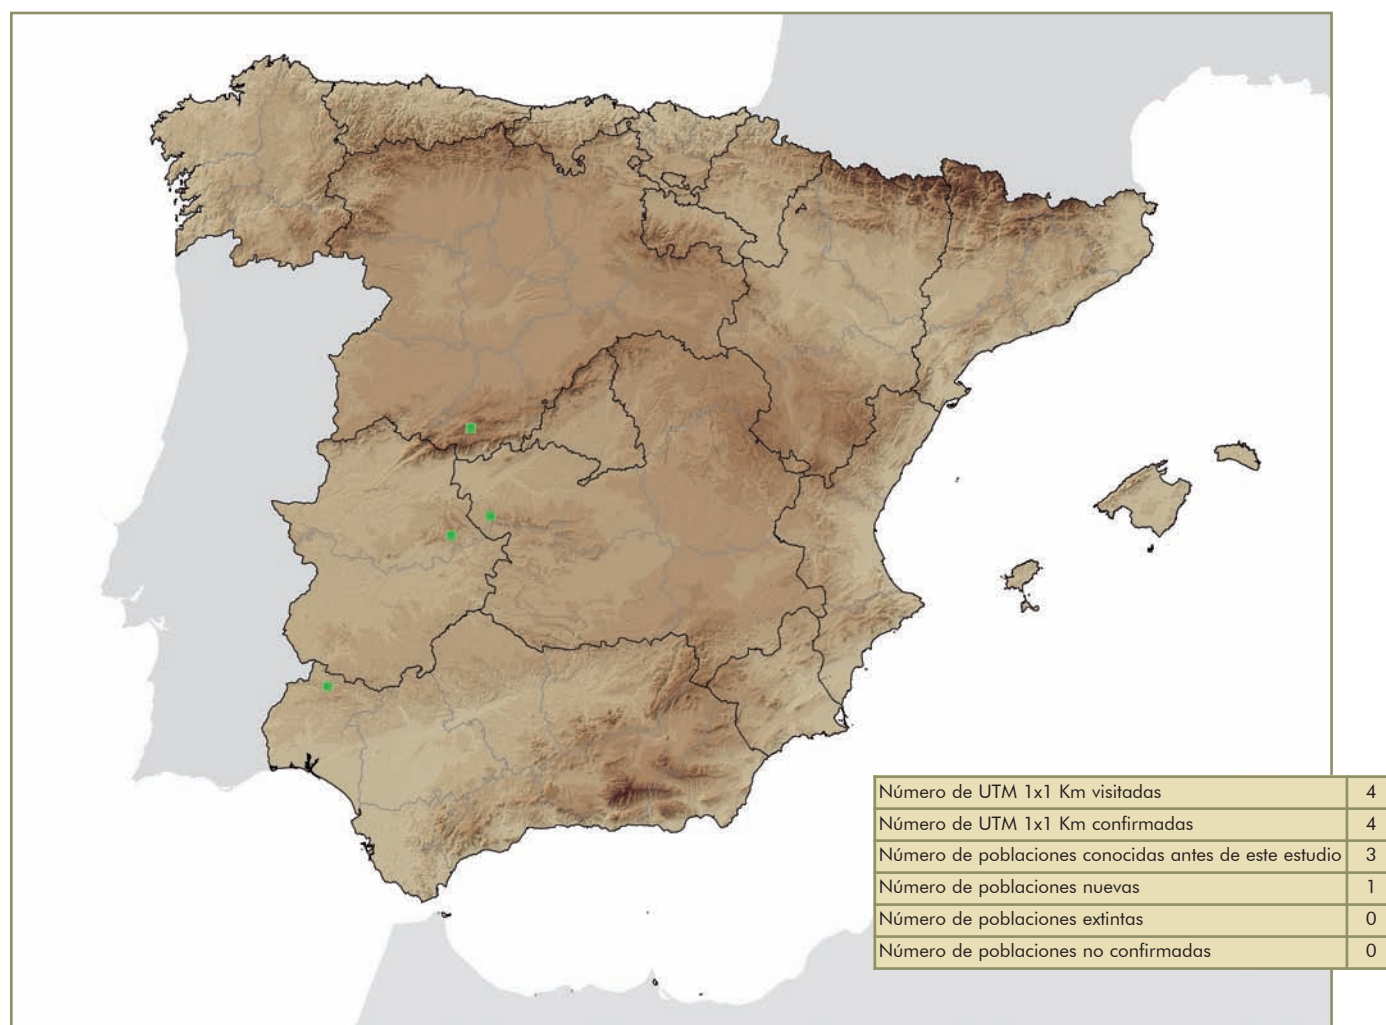 Número de UTM 1x1 Km visitadas 4
Número de UTM 1x1 Km confirmadas 4
Número de poblaciones conocidas antes de este estudio 3
Número de poblaciones nuevas 1
Número de poblaciones extintas 0
Número de poblaciones no confirmadas 0